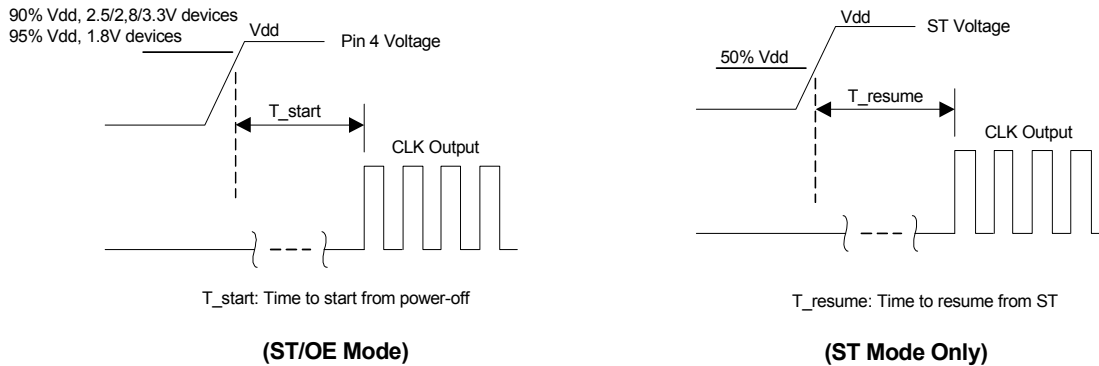 90% Vdd, 2.5/2,8/3.3V devices
95% Vdd, 1.8V devices
Vdd
Pin 4 Voltage
T_start
CLK Output
T_start: Time to start from power-off
(ST/OE Mode)
Vdd
ST Voltage
50% Vdd
T_resume
CLK Output
T_resume: Time to resume from ST
(ST Mode Only)